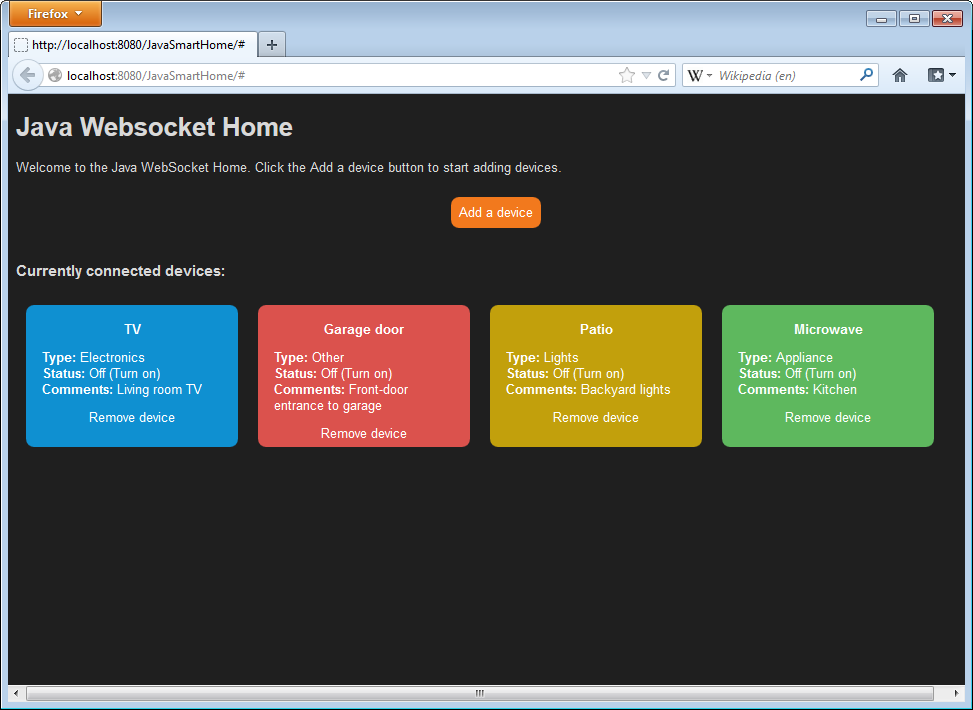 Firefox
http://localhost:8080/JavaSmartHome/#
localhost:8080/JavaSmartHome/#
W
Wikipedia (en)
Java Websocket Home
Welcome to the Java WebSocket Home. Click the Add a device button to start adding devices.
Add a device
Currently connected devices:
TV
Type: Electronics
Status: Off (Turn on)
Comments: Living room TV
Remove device
Garage door
Type: Other
Status: Off (Turn on)
Comments: Front-door
entrance to garage
Remove device
Patio
Type: Lights
Status: Off (Turn on)
Comments: Backyard lights
Remove device
Microwave
Type: Appliance
Status: Off (Turn on)
Comments: Kitchen
Remove device